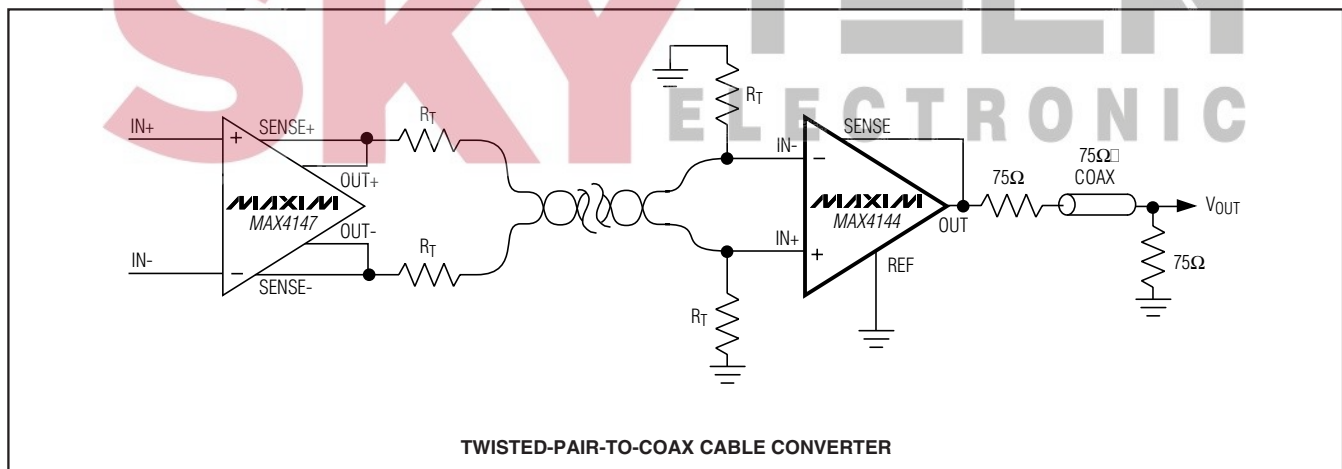 SKYTECH
ELECTRONIC
IN+
IN-
+
-
SENSE+
OUT+
OUT-
SENSE-
MAXIM
MAX4147
RT
RT
RT
RT
IN-
IN+
-
+
SENSE
MAXIM
MAX4144
OUT
REF
75Ω
75Ω
COAX
VOUT
75Ω
TWISTED-PAIR-TO-COAX CABLE CONVERTER